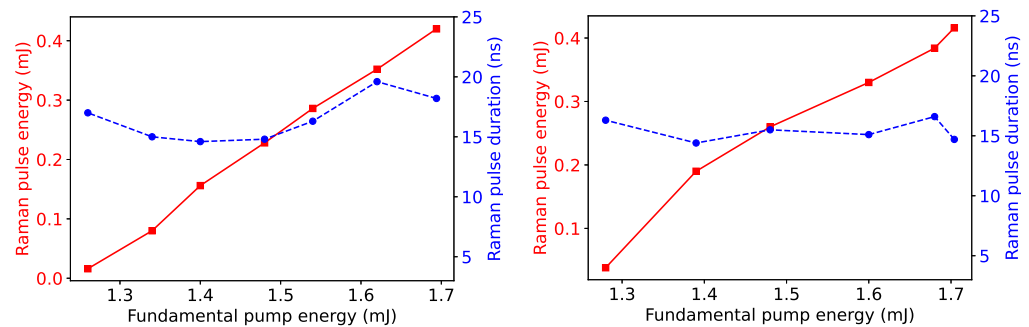 Raman pulse energy (mJ)
0.4
0.3
0.2
0.1
0.0
1.3 1.4 1.5 1.6 1.7
Fundamental pump energy (mJ)
25
20
15
10
5
Raman pulse duration (ns)
Raman pulse energy (mJ)
0.4
0.3
0.2
0.1
1.3 1.4 1.5 1.6 1.7
Fundamental pump energy (mJ)
25
20
15
10
5
Raman pulse duration (ns)